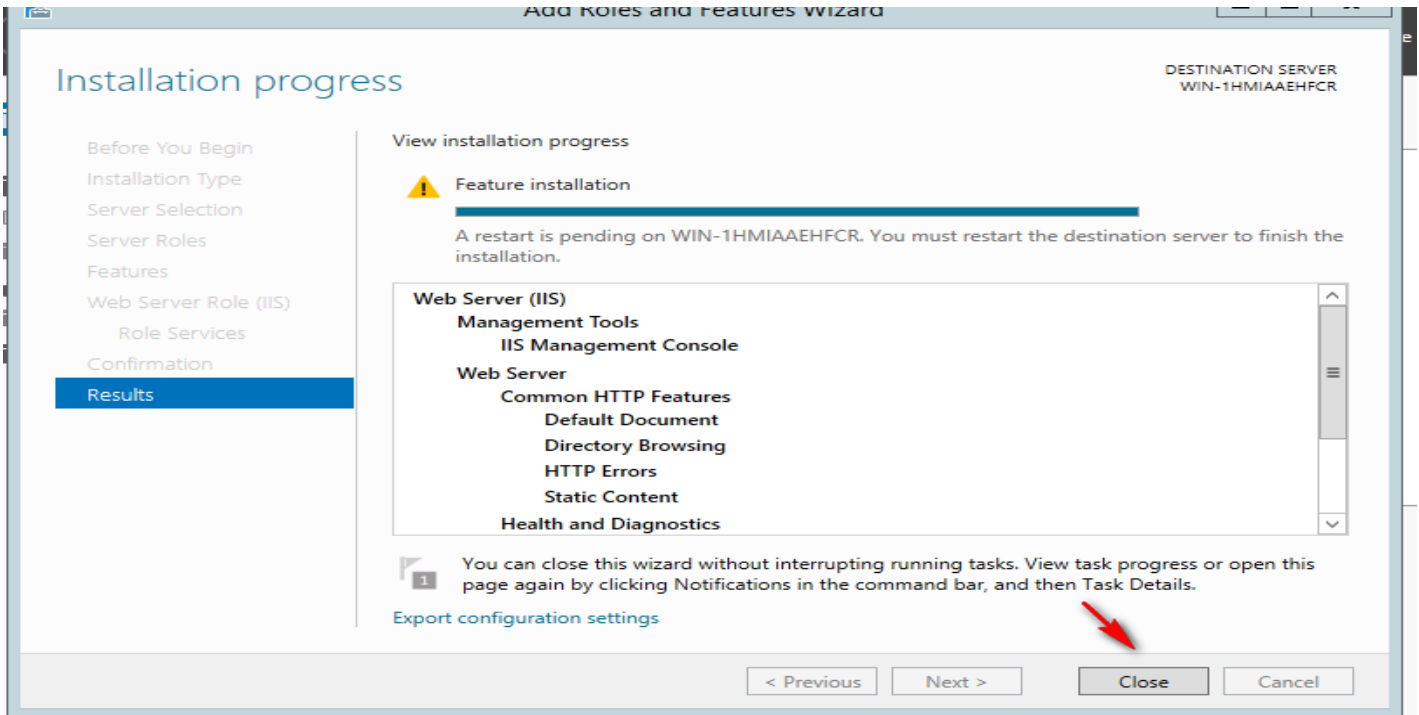 Add Roles and Features Wizard
Installation progress
DESTINATION SERVER
WIN-1HMIAAEHFCR
Before You Begin
Installation Type
Server Selection
Server Roles
Features
Web Server Role (IIS)
Role Services
Confirmation
Results
View installation progress
Feature installation
A restart is pending on WIN-1HMIAAEHFCR. You must restart the destination server to finish the
installation.
Web Server (IIS)
Management Tools
IIS Management Console
Web Server
Common HTTP Features
Default Document
Directory Browsing
HTTP Errors
Static Content
Health and Diagnostics
1
You can close this wizard without interrupting running tasks. View task progress or open this
page again by clicking Notifications in the command bar, and then Task Details.
Export configuration settings
< Previous
Next >
Close
Cancel